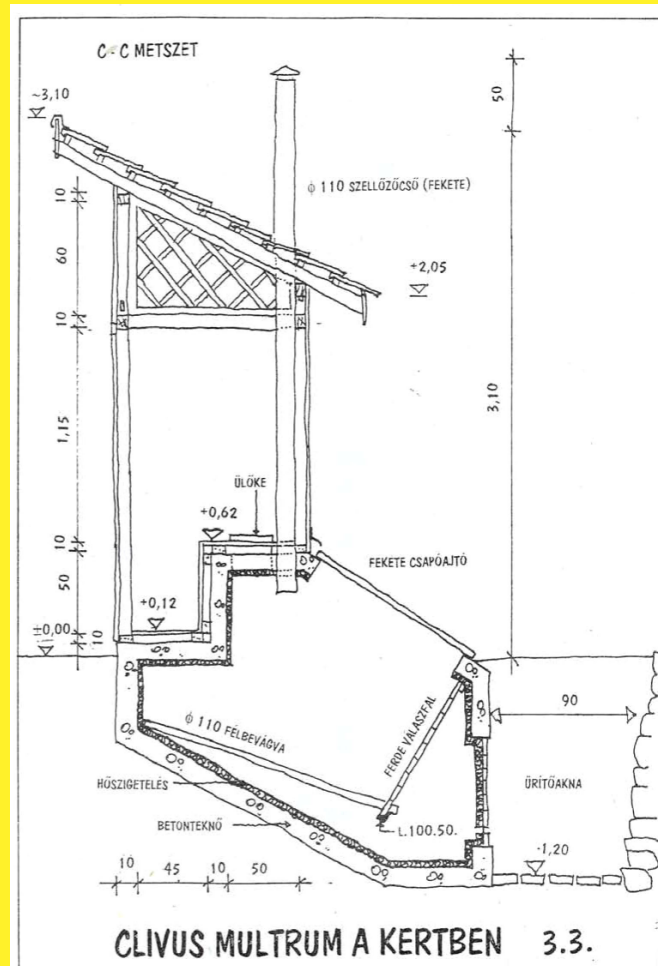 C-C METSZET
~3,10
50
ϕ 110 SZELLŐZŐCSŐ (FEKETE)
10
60
+2,05
10
3,10
1,15
ÜLŐKE
+0,62
10
FEKETE CSAPÓAJTÓ
50
+0,12
±0,00
10
90
ϕ 110 FÉLBEVÁGVA
FERDE VÁLASZFAL
HŐSZIGETELÉS
ÜRÍTŐAKNA
BETONTEKNŐ
L.100.50.
-1,20
10 45 10 50
CLIVUS MULTRUM A KERTBEN 3.3.